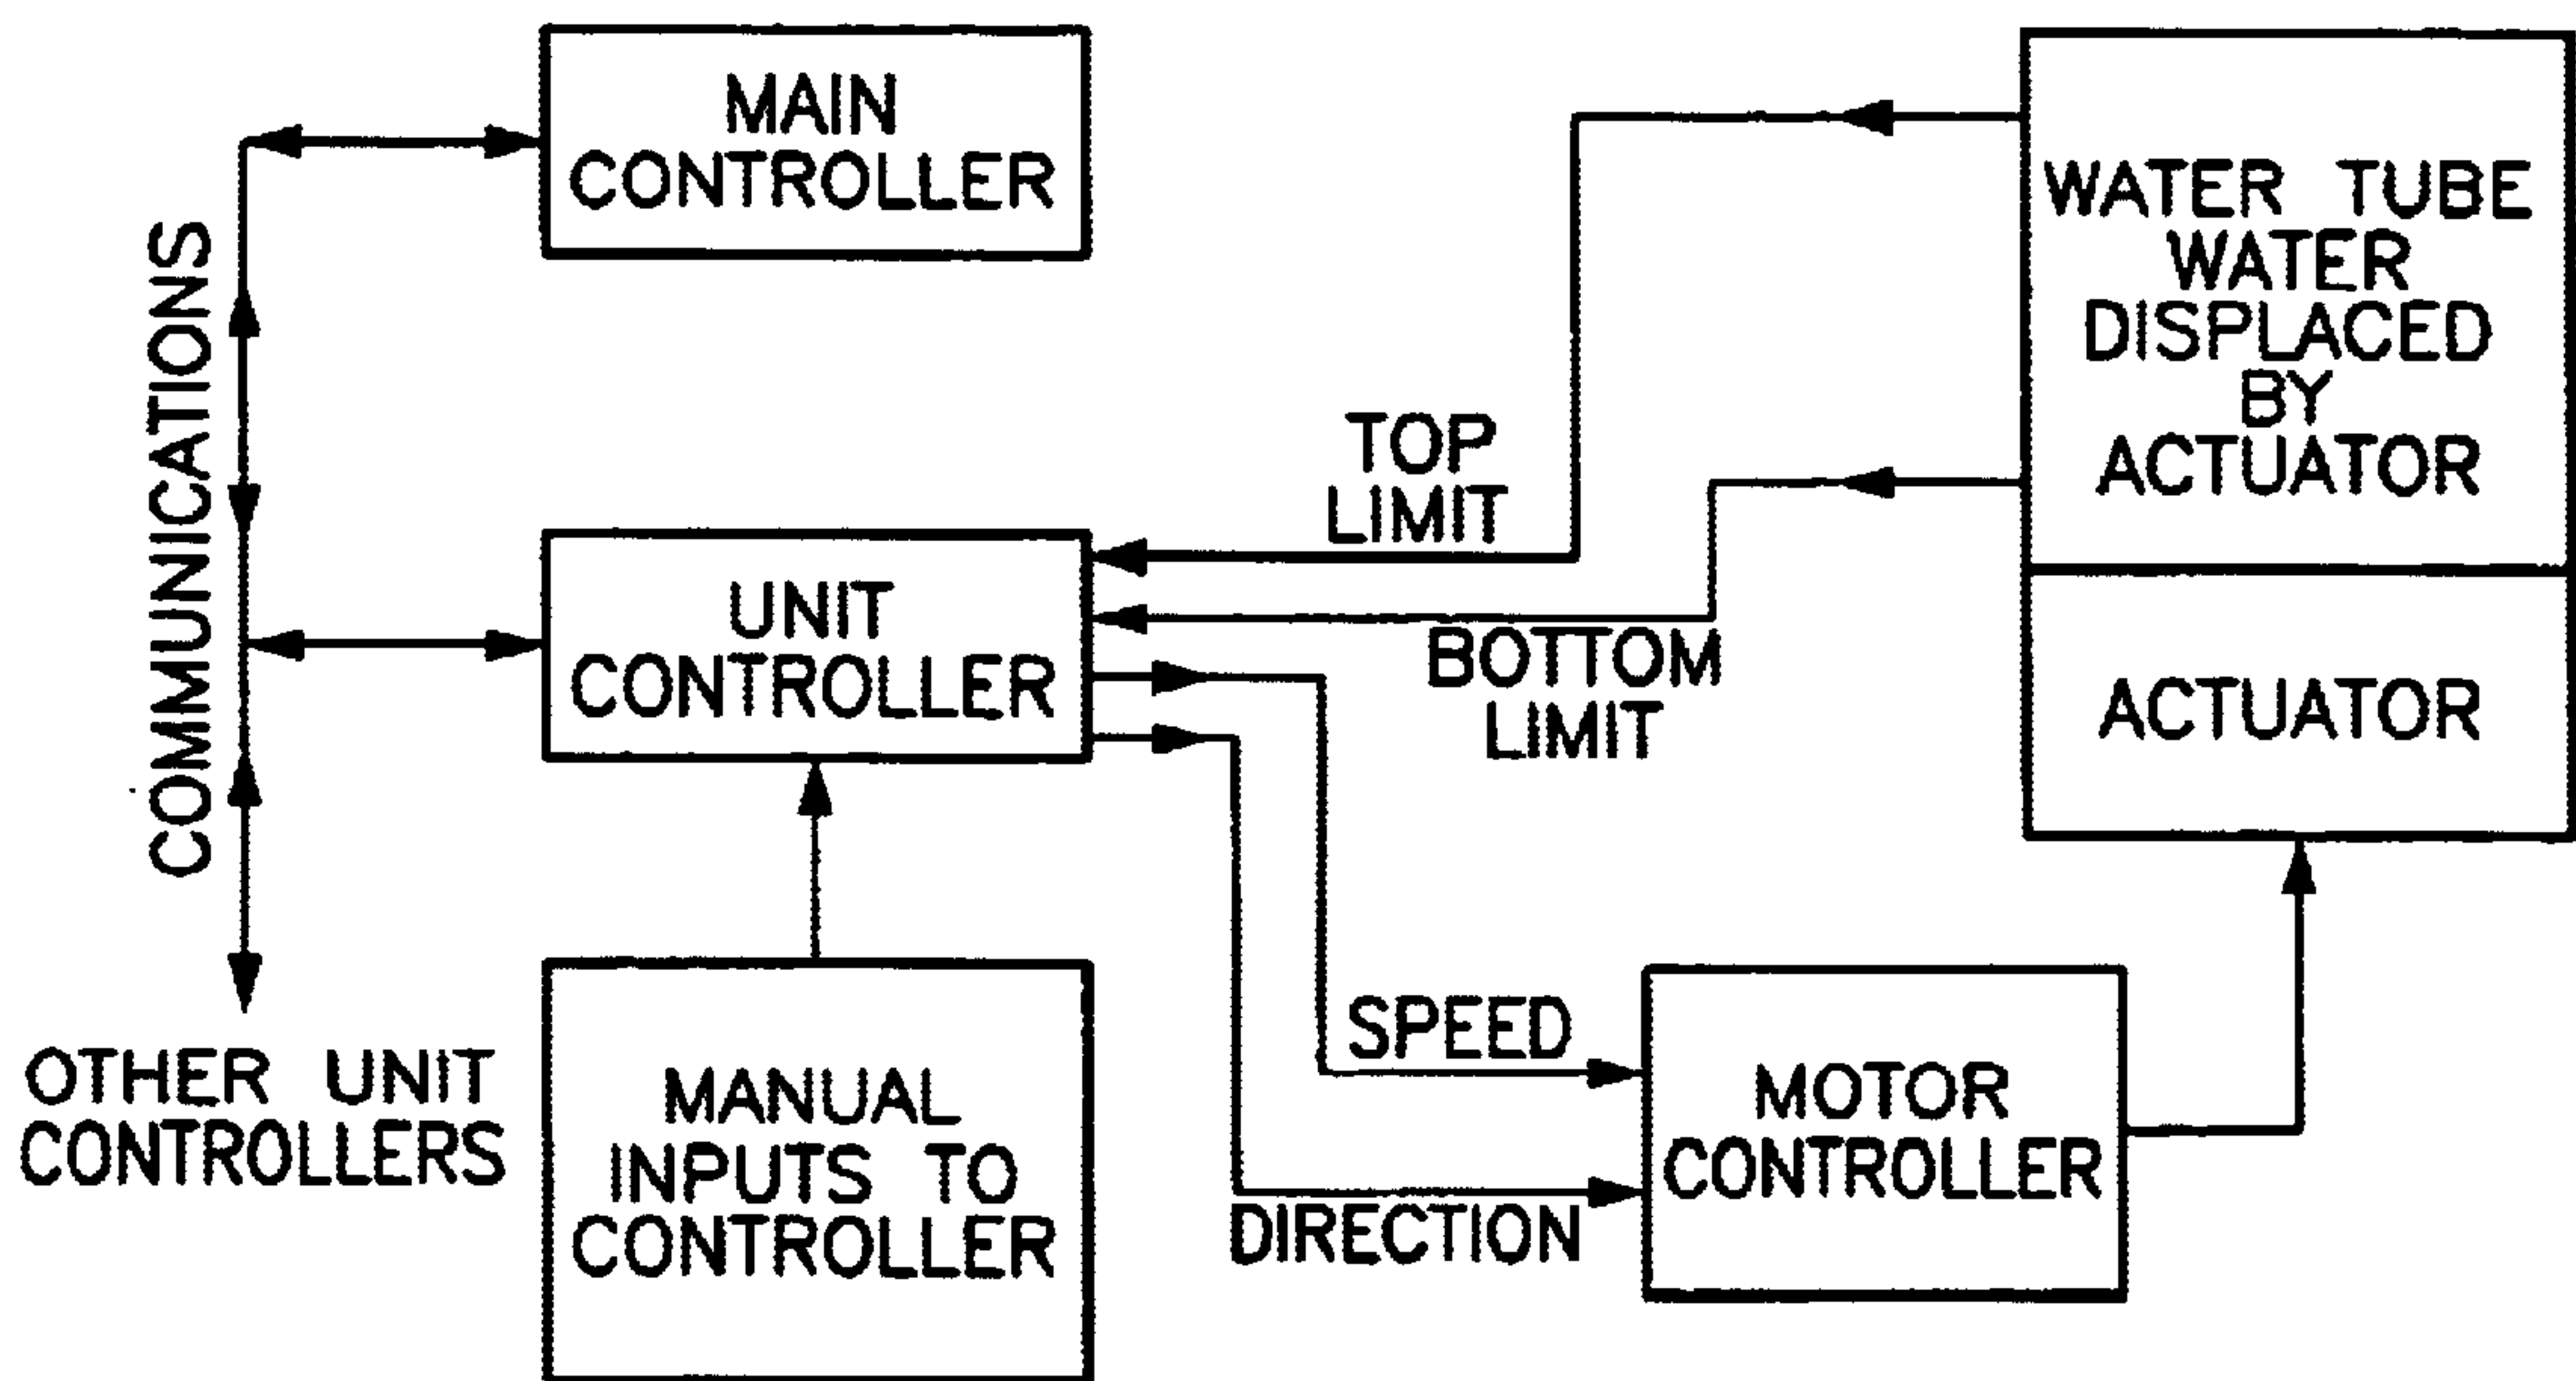 MAIN
CONTROLLER
COMMUNICATIONS
WATER TUBE
WATER
DISPLACED
BY
ACTUATOR
TOP
LIMIT
UNIT
CONTROLLER
BOTTOM
LIMIT
ACTUATOR
OTHER UNIT
CONTROLLERS
MANUAL
INPUTS TO
CONTROLLER
SPEED
DIRECTION
MOTOR
CONTROLLER